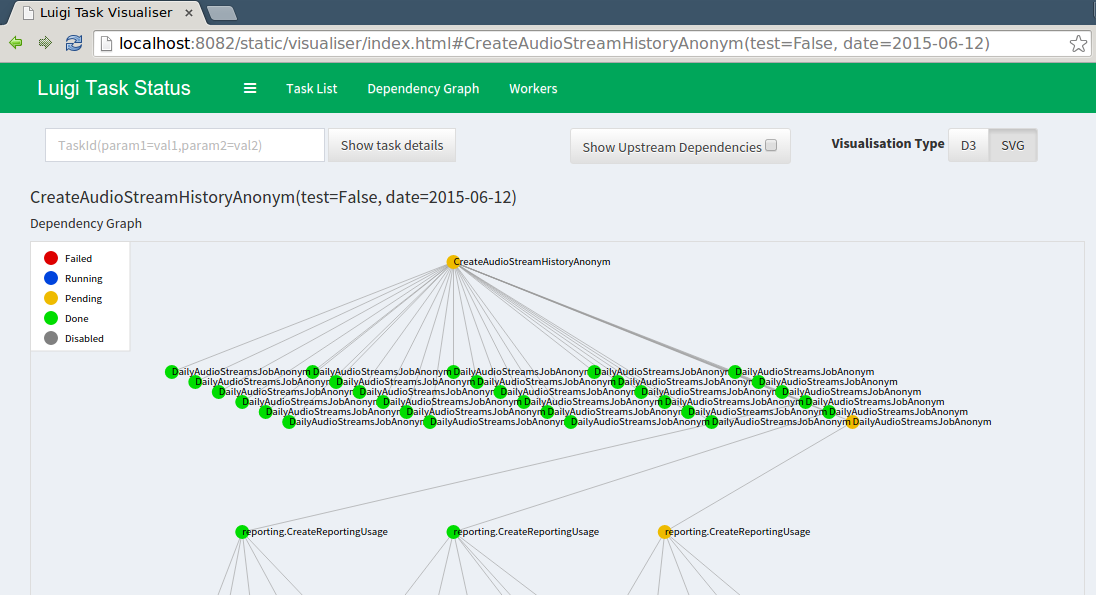 Luigi Task Visualiser
localhost:8082/static/visualiser/index.html#CreateAudioStreamHistoryAnonym(test=False, date=2015-06-12)
Luigi Task Status Task List Dependency Graph Workers
TaskId(param1=val1,param2=val2) Show task details Show Upstream Dependencies Visualisation Type D3 SVG
CreateAudioStreamHistoryAnonym(test=False, date=2015-06-12)
Dependency Graph
Failed
Running
Pending
Done
Disabled
CreateAudioStreamHistoryAnonym
DailyAudioStreamsJobAnonym DailyAudioStreamsJobAnonym DailyAudioStreamsJobAnonym DailyAudioStreamsJobAnonym DailyAudioStreamsJobAnonym
DailyAudioStreamsJobAnonym DailyAudioStreamsJobAnonym DailyAudioStreamsJobAnonym DailyAudioStreamsJobAnonym DailyAudioStreamsJobAnonym
DailyAudioStreamsJobAnonym DailyAudioStreamsJobAnonym DailyAudioStreamsJobAnonym DailyAudioStreamsJobAnonym DailyAudioStreamsJobAnonym
DailyAudioStreamsJobAnonym DailyAudioStreamsJobAnonym DailyAudioStreamsJobAnonym DailyAudioStreamsJobAnonym DailyAudioStreamsJobAnonym
DailyAudioStreamsJobAnonym DailyAudioStreamsJobAnonym DailyAudioStreamsJobAnonym DailyAudioStreamsJobAnonym DailyAudioStreamsJobAnonym
DailyAudioStreamsJobAnonym DailyAudioStreamsJobAnonym DailyAudioStreamsJobAnonym DailyAudioStreamsJobAnonym DailyAudioStreamsJobAnonym
reporting.CreateReportingUsage reporting.CreateReportingUsage reporting.CreateReportingUsage